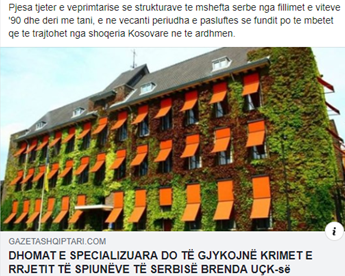 Pjesa tjeter e veprimtarise se strukturave te mshefta serbe nga fillimet e viteve
'90 dhe deri me tani, e ne vecanti periudha e pasluftes se fundit po te mbetet
qe te trajtohet nga shoqeria Kosovare ne te ardhmen.
GAZETASHQIPTARI.COM
DHOMAT E SPECIALIZUARA DO TË GJYKOJNË KRIMET E
RRJETIT TË SPIUNËVE TË SERBISË BRENDA UÇK-së